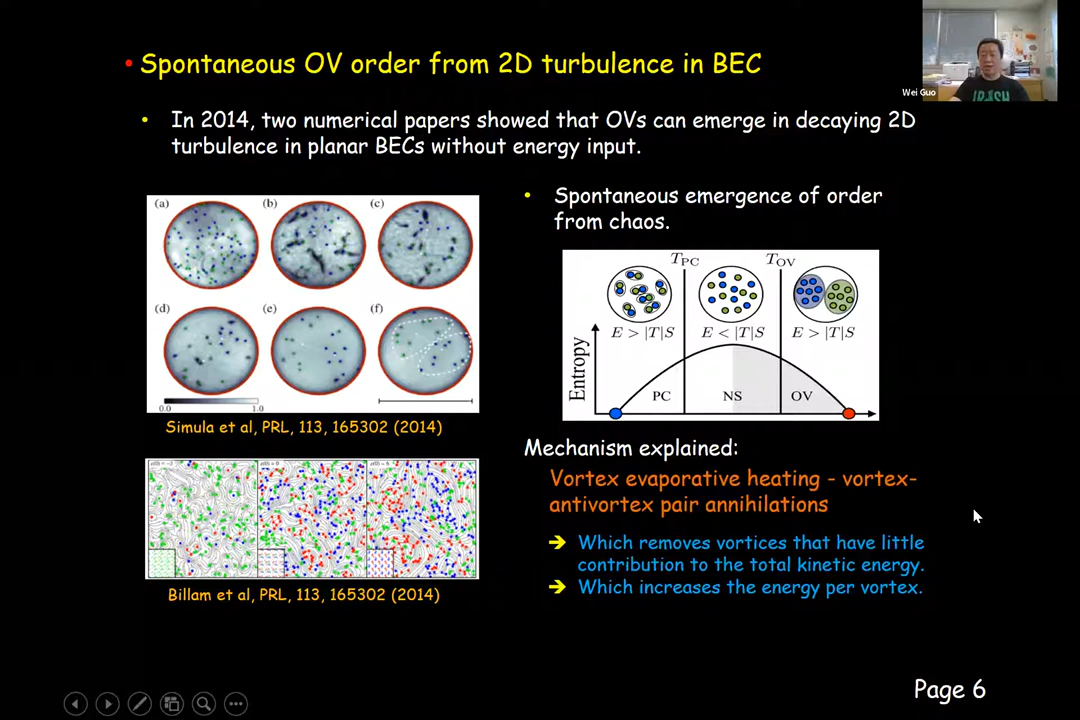 • Spontaneous OV order from 2D turbulence in BEC
Wei Guo
• In 2014, two numerical papers showed that OVs can emerge in decaying 2D
turbulence in planar BECs without energy input.
(a) (b) (c)
(d) (e) (f)
0.0 1.0
Simula et al, PRL, 113, 165302 (2014)
Billam et al, PRL, 113, 165302 (2014)
• Spontaneous emergence of order
from chaos.
T_PC T_OV
E > |T|S E < |T|S E > |T|S
Entropy
PC NS OV
Mechanism explained:
Vortex evaporative heating - vortex-
antivortex pair annihilations
➔ Which removes vortices that have little
contribution to the total kinetic energy.
➔ Which increases the energy per vortex.
Page 6